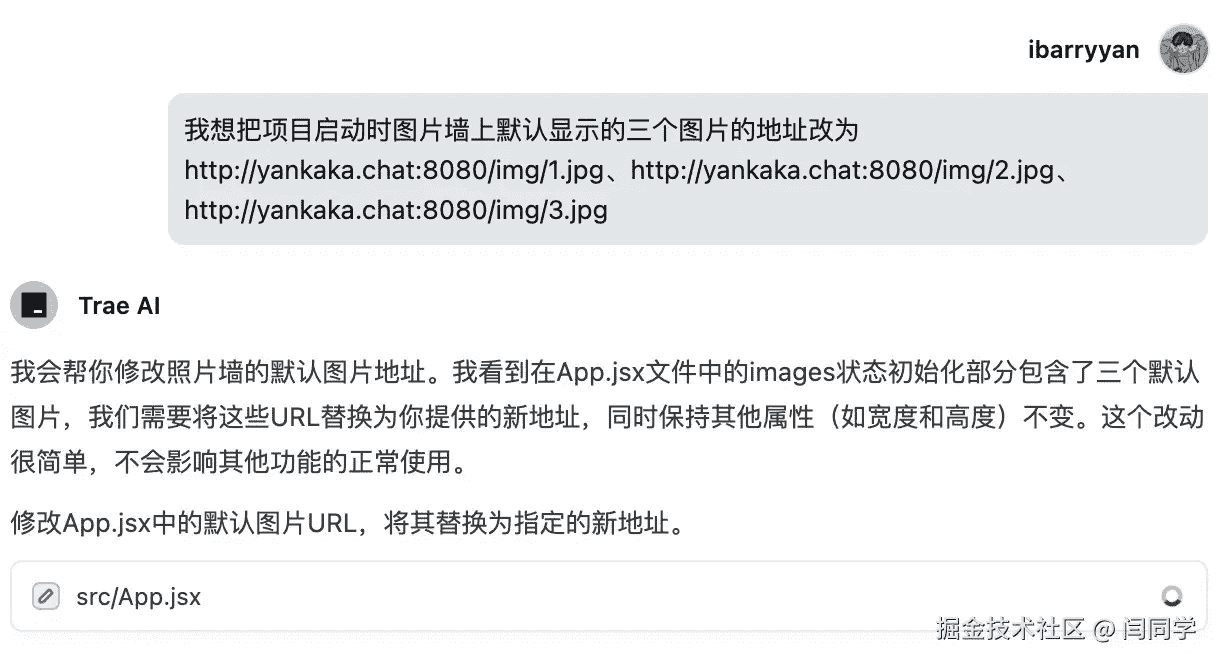 ibarryyan
我想把项目启动时图片墙上默认显示的三个图片的地址改为
http://yankaka.chat:8080/img/1.jpg、http://yankaka.chat:8080/img/2.jpg、
http://yankaka.chat:8080/img/3.jpg
Trae AI
我会帮你修改照片墙的默认图片地址。我看到在App.jsx文件中的images状态初始化部分包含了三个默认
图片，我们需要将这些URL替换为你提供的新地址，同时保持其他属性（如宽度和高度）不变。这个改动
很简单，不会影响其他功能的正常使用。
修改App.jsx中的默认图片URL，将其替换为指定的新地址。
src/App.jsx
掘金技术社区 @ 闫同学